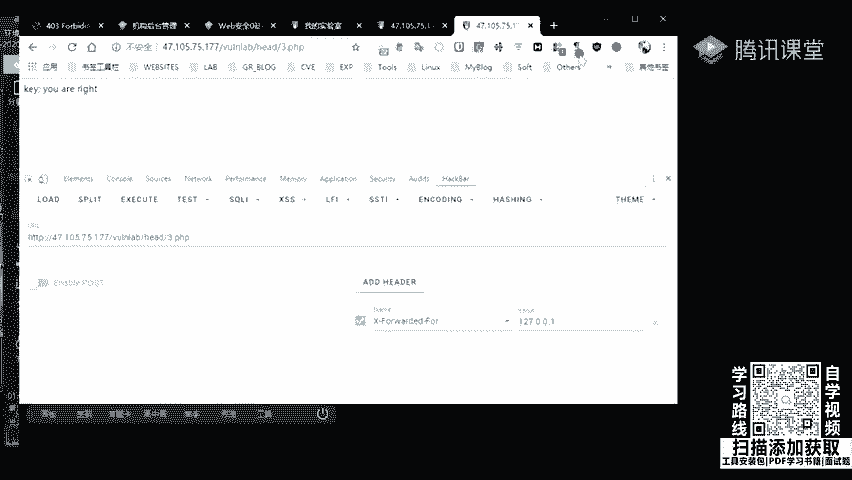 403 Forbidd
机构后台管理
Web安全0基
我的实验室
47.105.75.1
47.105.75.1
不安全
47.105.75.177/vulnlab/head/3.php
应用
书签工具栏
WEBSITES
LAB
GR_BLOG
CVE
EXP
Tools
Linux
MyBlog
Soft
Others
»
其他书签
key: you are right
Elements
Console
Sources
Network
Performance
Memory
Application
Security
Audits
HackBar
LOAD
SPLIT
EXECUTE
TEST
SQLI
XSS
LFI
SSTI
ENCODING
HASHING
THEME
URL
http://47.105.75.177/vulnlab/head/3.php
Enable POST
ADD HEADER
Name
X-Forwarded-For
Value
127.0.0.1
腾讯课堂
学习路线
自学视频
扫描添加获取
工具安装包|PDF学习书籍|面试题